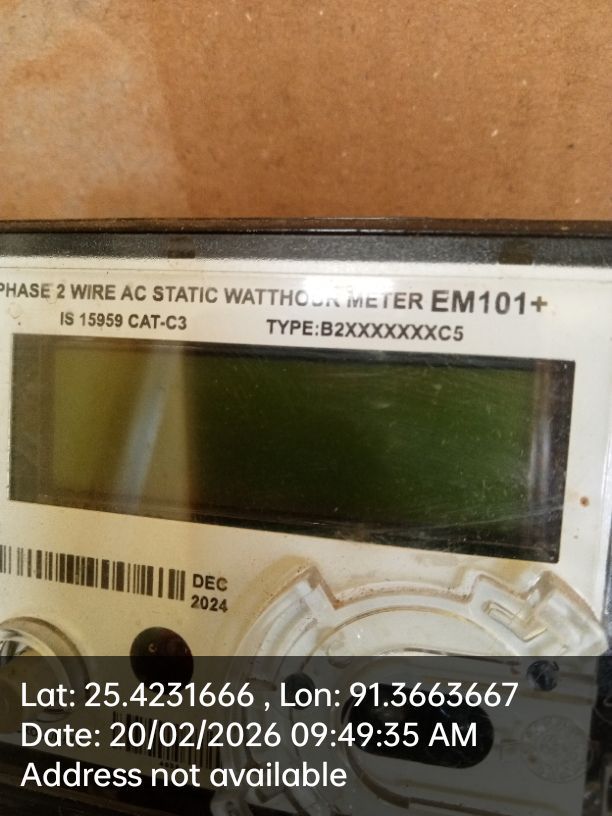 PHASE 2 WIRE AC STATIC WATTHOUR METER EM101+
IS 15959 CAT-C3 TYPE:B2XXXXXXXC5
DEC
2024
Lat: 25.4231666 , Lon: 91.3663667
Date: 20/02/2026 09:49:35 AM
Address not available